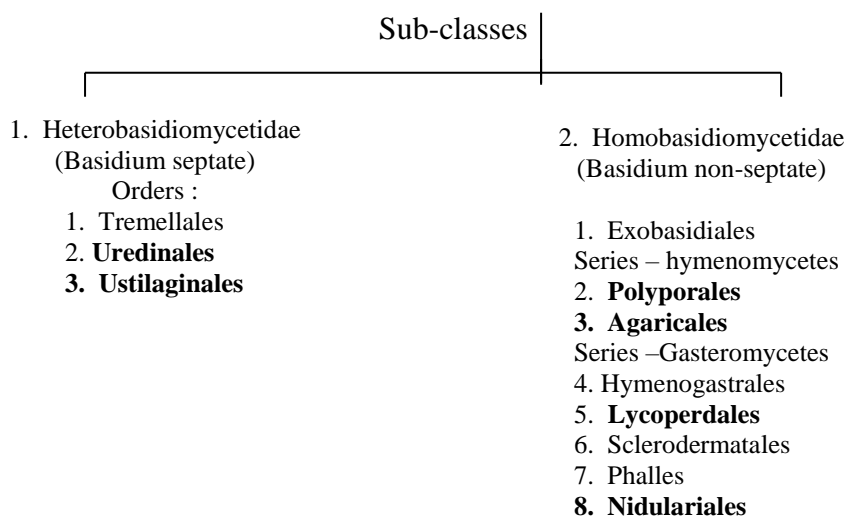 Sub-classes
1. Heterobasidiomycetidae
(Basidium septate)
Orders :
1. Tremellales
2. Uredinales
3. Ustilaginales
2. Homobasidiomycetidae
(Basidium non-septate)
1. Exobasidiales
Series – hymenomycetes
2. Polyporales
3. Agaricales
Series –Gasteromycetes
4. Hymenogastrales
5. Lycoperdales
6. Sclerodermatales
7. Phalles
8. Nidulariales